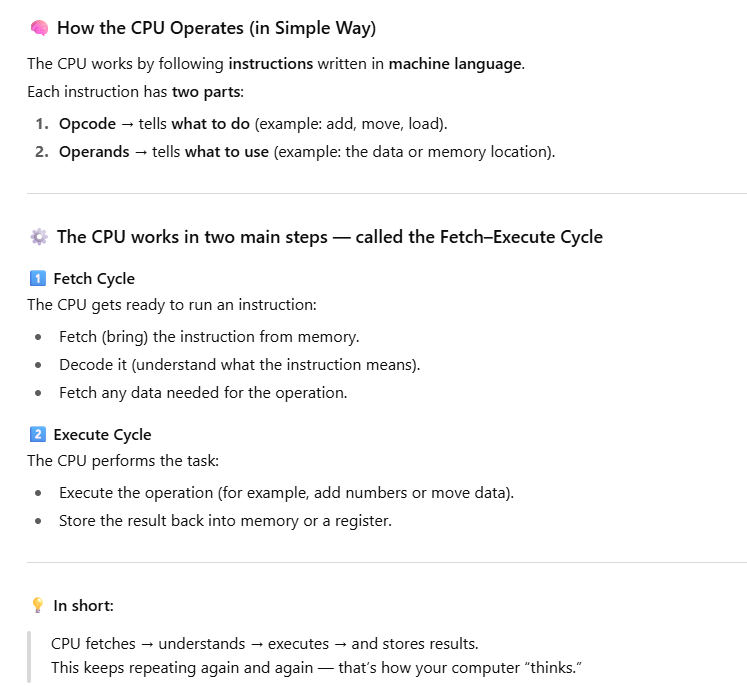 🧠 How the CPU Operates (in Simple Way)
The CPU works by following instructions written in machine language.
Each instruction has two parts:
1. Opcode → tells what to do (example: add, move, load).
2. Operands → tells what to use (example: the data or memory location).
⚙️ The CPU works in two main steps — called the Fetch–Execute Cycle
1️⃣ Fetch Cycle
The CPU gets ready to run an instruction:
• Fetch (bring) the instruction from memory.
• Decode it (understand what the instruction means).
• Fetch any data needed for the operation.
2️⃣ Execute Cycle
The CPU performs the task:
• Execute the operation (for example, add numbers or move data).
• Store the result back into memory or a register.
💡 In short:
CPU fetches → understands → executes → and stores results.
This keeps repeating again and again — that’s how your computer “thinks.”